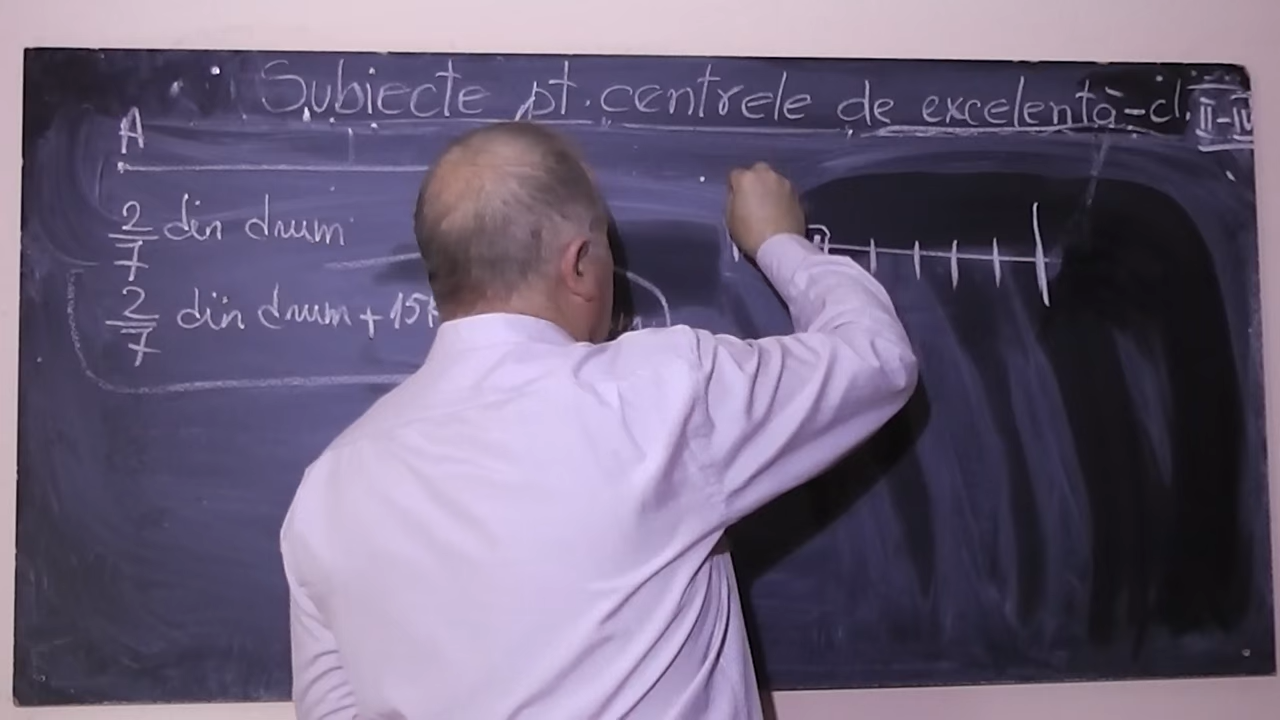 Subiecte pt. centrele de excelență-cl. II-IV
A
2/7 din drum
2/7 din drum + 15